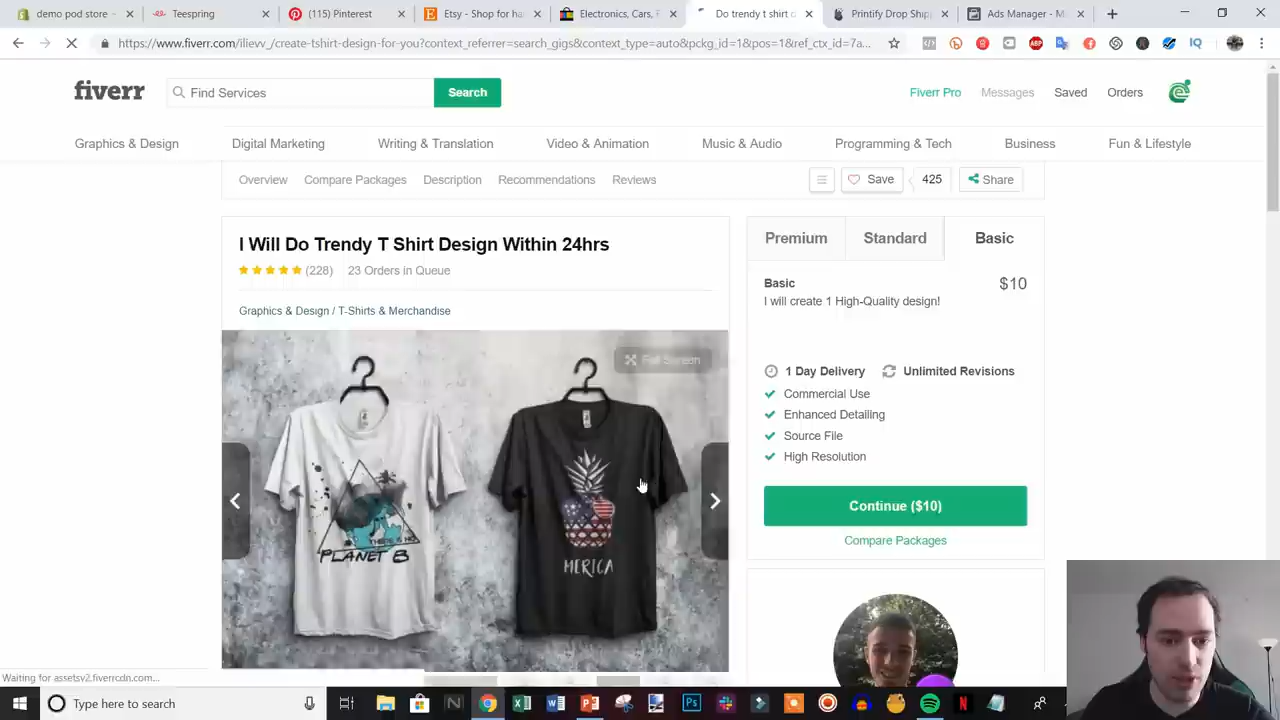 demo pod store -
Teespring
(115) Pinterest
Etsy - Shop for ha
Electronics, Cars, F
Do trendy t shirt d
Printify Drop Shipp
Ads Manager - M
https://www.fiverr.com/ilievv_/create-tshirt-design-for-you?context_referrer=search_gigs&context_type=auto&pckg_id=1&pos=1&ref_ctx_id=7a...
ABP
IQ
fiverr
Find Services
Search
Fiverr Pro
Messages
Saved
Orders
Graphics & Design
Digital Marketing
Writing & Translation
Video & Animation
Music & Audio
Programming & Tech
Business
Fun & Lifestyle
Overview
Compare Packages
Description
Recommendations
Reviews
Save
425
Share
I Will Do Trendy T Shirt Design Within 24hrs
(228) 23 Orders in Queue
Graphics & Design / T-Shirts & Merchandise
Full Screen
PLANET B
MERICA
Premium
Standard
Basic
Basic
$10
I will create 1 High-Quality design!
1 Day Delivery
Unlimited Revisions
Commercial Use
Enhanced Detailing
Source File
High Resolution
Continue ($10)
Compare Packages
Waiting for assetsv2.fiverrcdn.com...
Type here to search
Ps